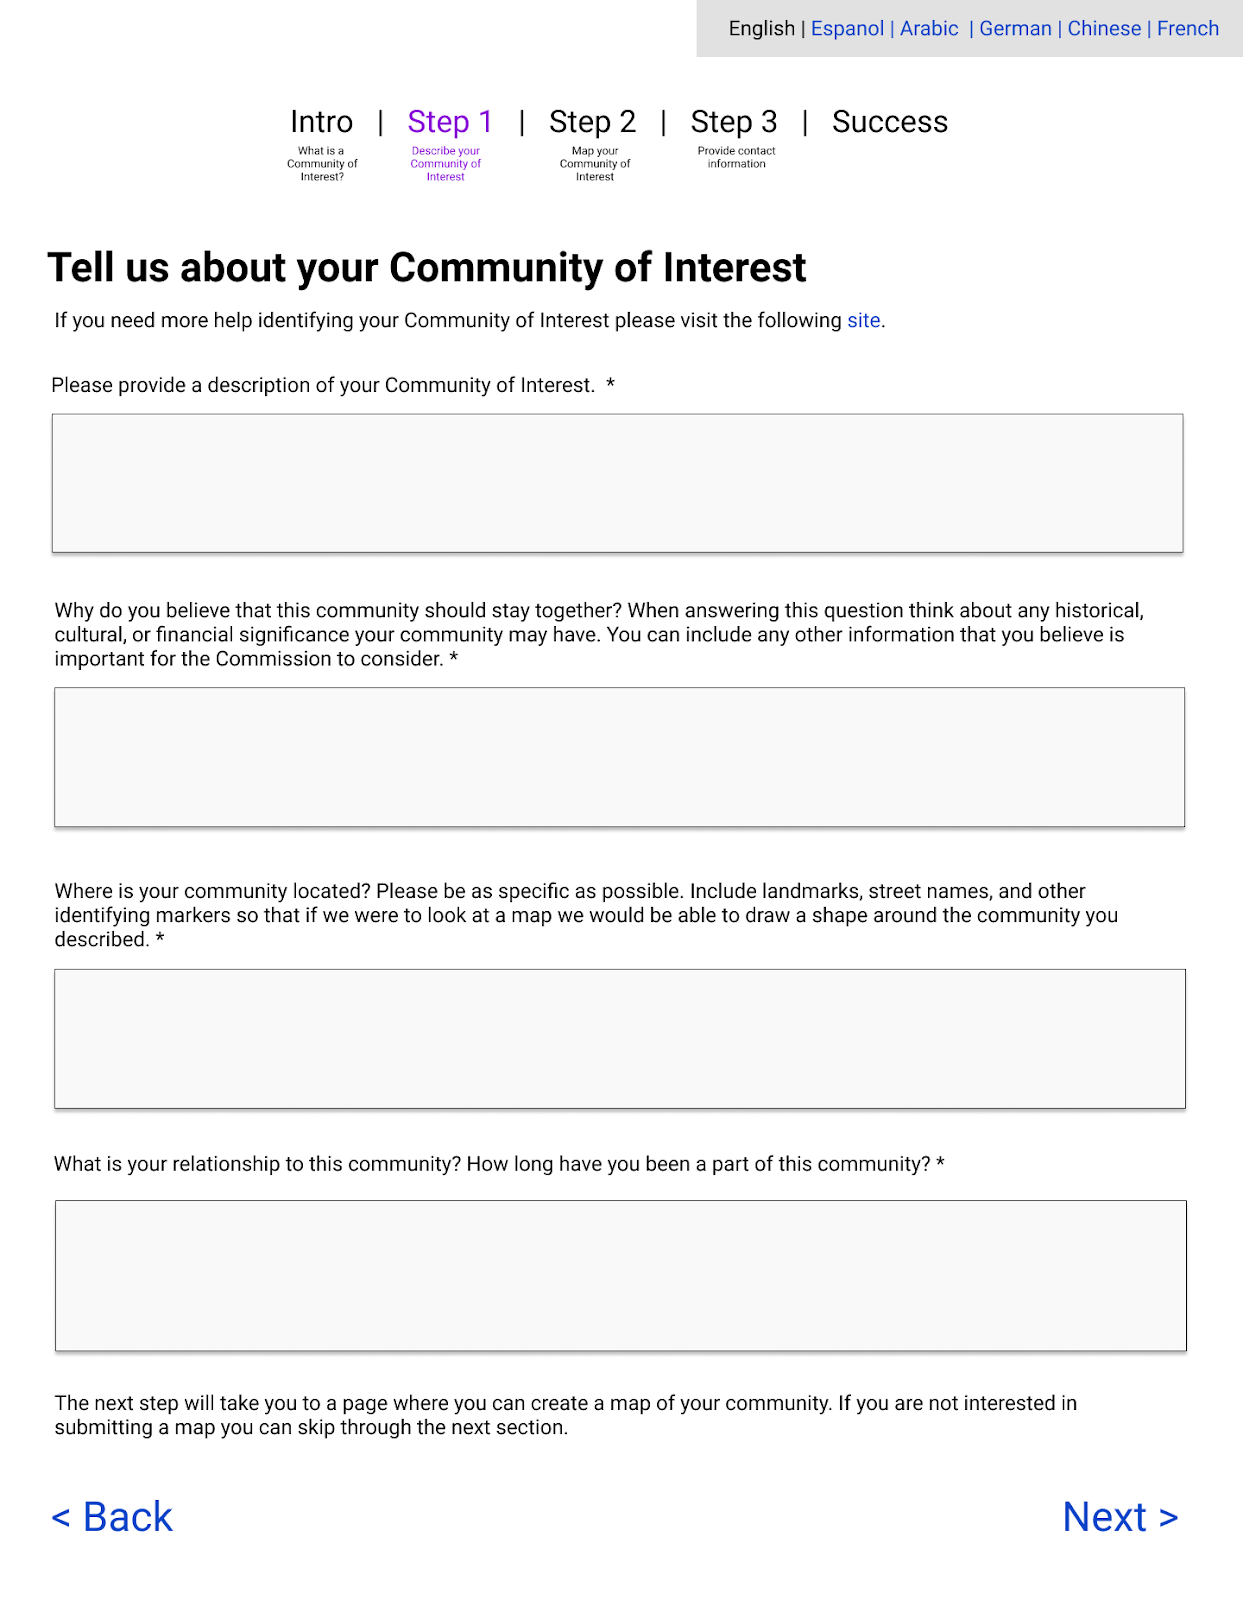 English | Espanol | Arabic  | German | Chinese | French
Intro | Step 1 | Step 2 | Step 3 | Success
What is a
Community of
Interest?
Describe your
Community of
Interest
Map your
Community of
Interest
Provide contact
information
Tell us about your Community of Interest
If you need more help identifying your Community of Interest please visit the following site.
Please provide a description of your Community of Interest.  *
Why do you believe that this community should stay together? When answering this question think about any historical,
cultural, or financial significance your community may have. You can include any other information that you believe is
important for the Commission to consider. *
Where is your community located? Please be as specific as possible. Include landmarks, street names, and other
identifying markers so that if we were to look at a map we would be able to draw a shape around the community you
described. *
What is your relationship to this community? How long have you been a part of this community? *
The next step will take you to a page where you can create a map of your community. If you are not interested in
submitting a map you can skip through the next section.
< Back
Next >